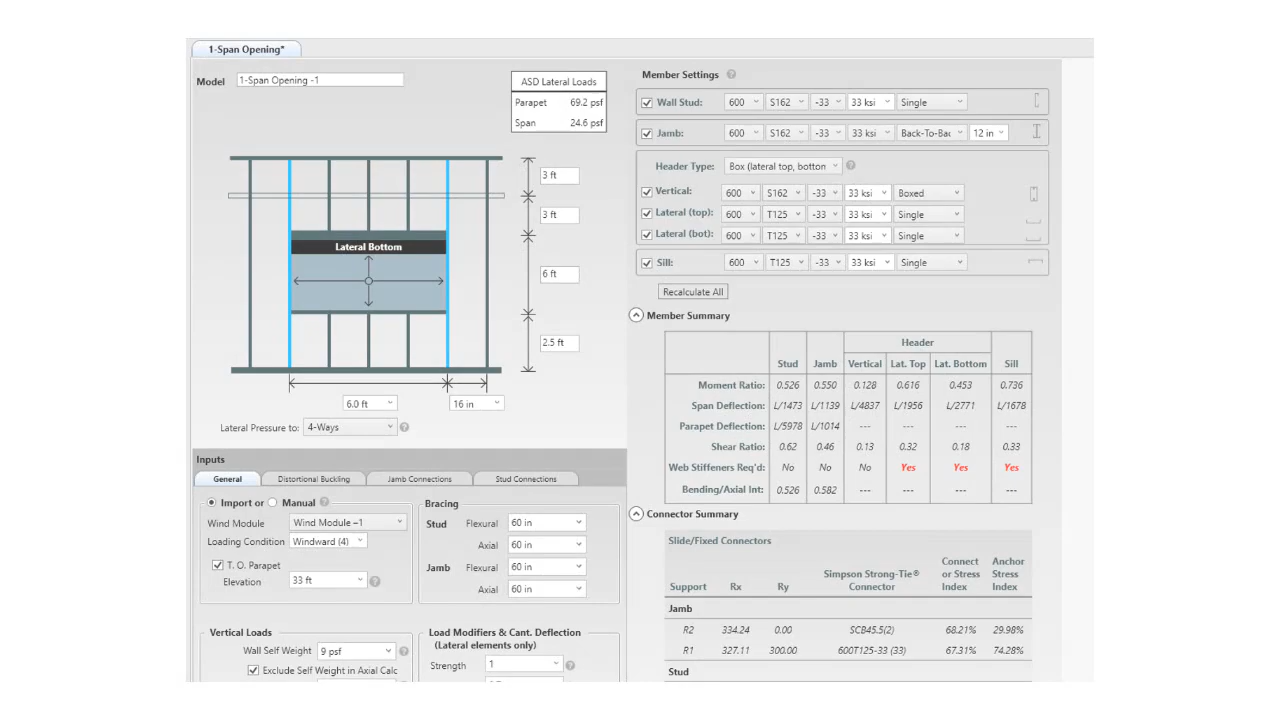 1-Span Opening*
Model 1-Span Opening -1
ASD Lateral Loads
Parapet 69.2 psf
Span 24.6 psf
3 ft
3 ft
Lateral Bottom
6 ft
2.5 ft
6.0 ft 16 in
Lateral Pressure to: 4-Ways
Inputs
General Distortional Buckling Jamb Connections Stud Connections
Import or Manual
Wind Module Wind Module –1
Loading Condition Windward (4)
T. O. Parapet
Elevation 33 ft
Bracing
Stud Flexural 60 in
Axial 60 in
Jamb Flexural 60 in
Axial 60 in
Vertical Loads
Wall Self Weight 9 psf
Exclude Self Weight in Axial Calc
Load Modifiers & Cant. Deflection
(Lateral elements only)
Strength 1
Member Settings
Wall Stud: 600 S162 -33 33 ksi Single
Jamb: 600 S162 -33 33 ksi Back-To-Bac 12 in
Header Type: Box (lateral top, botton
Vertical: 600 S162 -33 33 ksi Boxed
Lateral (top): 600 T125 -33 33 ksi Single
Lateral (bot): 600 T125 -33 33 ksi Single
Sill: 600 T125 -33 33 ksi Single
Recalculate All
Member Summary
Header
Stud Jamb Vertical Lat. Top Lat. Bottom Sill
Moment Ratio: 0.526 0.550 0.128 0.616 0.453 0.736
Span Deflection: L/1473 L/1139 L/4837 L/1956 L/2771 L/1678
Parapet Deflection: L/5978 L/1014 --- --- --- ---
Shear Ratio: 0.62 0.46 0.13 0.32 0.18 0.33
Web Stiffeners Req'd: No No No Yes Yes Yes
Bending/Axial Int: 0.526 0.582 --- --- --- ---
Connector Summary
Slide/Fixed Connectors
Support Rx Ry Simpson Strong-Tie® Connector Connect or Stress Index Anchor Stress Index
Jamb
R2 334.24 0.00 SCB45.5(2) 68.21% 29.98%
R1 327.11 300.00 600T125-33 (33) 67.31% 74.28%
Stud